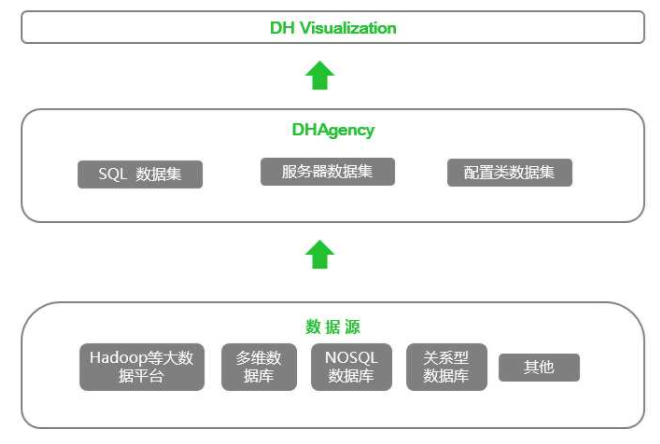 DH Visualization
DHAgency
SQL 数据集
服务器数据集
配置类数据集
数据源
Hadoop等大数
据平台
多维数
据库
NOSQL
数据库
关系型
数据库
其他